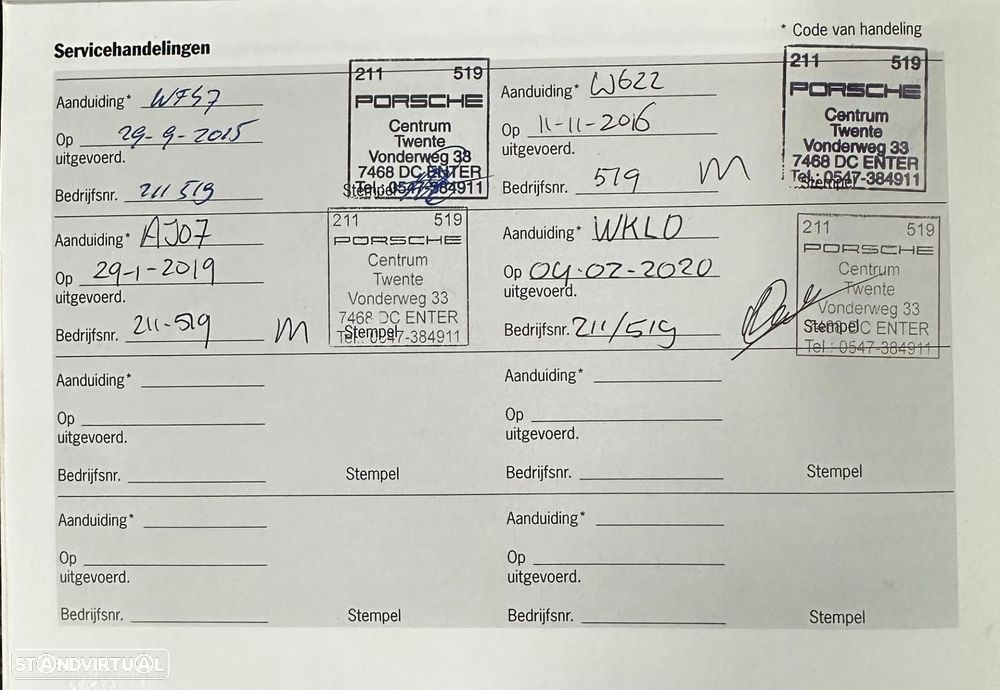 * Code van handeling
Servicehandelingen
Aanduiding* WF57
Op 29-9-2015
uitgevoerd.
Bedrijfsnr. 211 519
Stempel
211 519
PORSCHE
Centrum
Twente
Vonderweg 33
7468 DC ENTER
Tel.: 0547-384911
Aanduiding* W622
Op 11-11-2016
uitgevoerd.
Bedrijfsnr. 519
M
Stempel
211 519
PORSCHE
Centrum
Twente
Vonderweg 33
7468 DC ENTER
Tel.: 0547-384911
Aanduiding* AJ07
Op 29-1-2019
uitgevoerd.
Bedrijfsnr. 211-519
M
Stempel
211 519
PORSCHE
Centrum
Twente
Vonderweg 33
7468 DC ENTER
Tel.: 0547-384911
Aanduiding* WKLO
Op 04-02-2020
uitgevoerd.
Bedrijfsnr. 211/519
Stempel
211 519
PORSCHE
Centrum
Twente
Vonderweg 33
7468 DC ENTER
Tel.: 0547-384911
Aanduiding*
Op
uitgevoerd.
Bedrijfsnr. Stempel
Aanduiding*
Op
uitgevoerd.
Bedrijfsnr. Stempel
Aanduiding*
Op
uitgevoerd.
Bedrijfsnr. Stempel
Aanduiding*
Op
uitgevoerd.
Bedrijfsnr. Stempel
STANDVIRTUAL